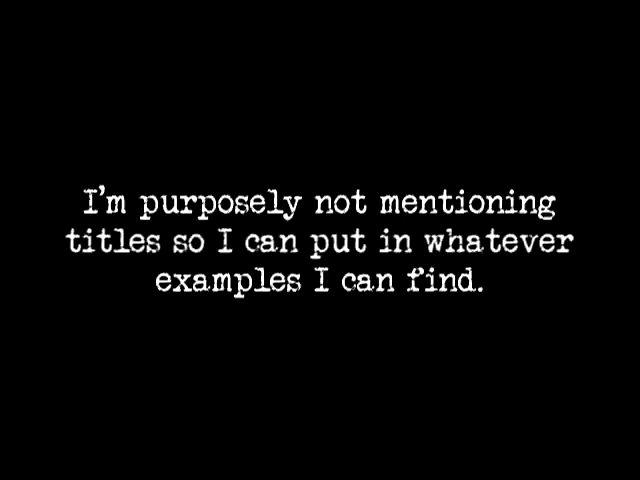 I'm purposely not mentioning
titles so I can put in whatever
examples I can find.